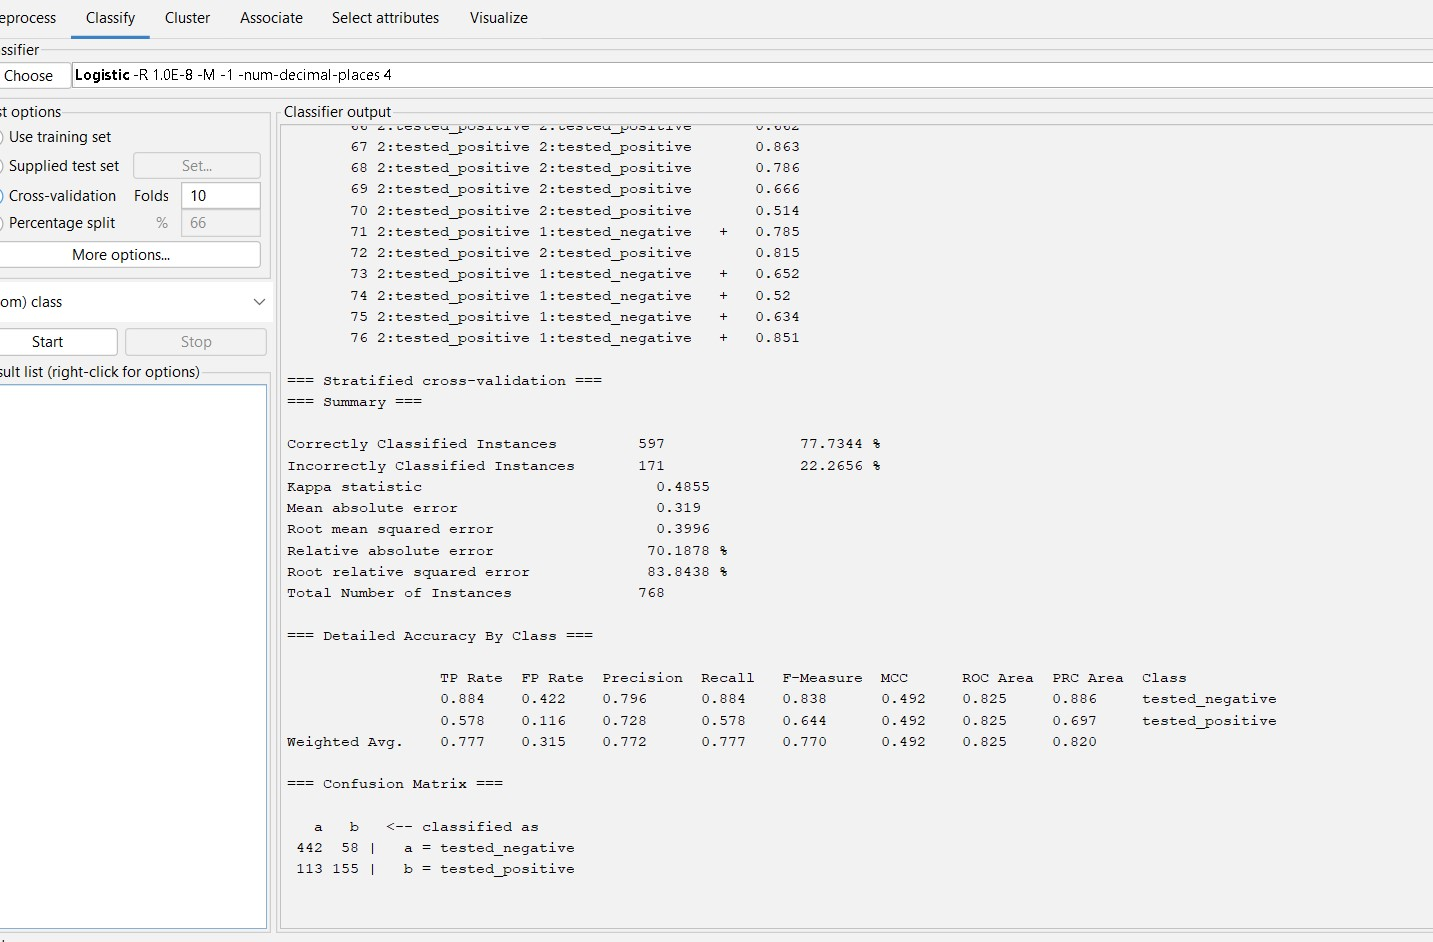 eprocess Classify Cluster Associate Select attributes Visualize
ssifier
Choose Logistic -R 1.0E-8 -M -1 -num-decimal-places 4
st options
Use training set
Supplied test set Set...
Cross-validation Folds 10
Percentage split % 66
More options...
om) class
Start Stop
sult list (right-click for options)
Classifier output
66 2:tested_positive 2:tested_positive 0.662
67 2:tested_positive 2:tested_positive 0.863
68 2:tested_positive 2:tested_positive 0.786
69 2:tested_positive 2:tested_positive 0.666
70 2:tested_positive 2:tested_positive 0.514
71 2:tested_positive 1:tested_negative + 0.785
72 2:tested_positive 2:tested_positive 0.815
73 2:tested_positive 1:tested_negative + 0.652
74 2:tested_positive 1:tested_negative + 0.52
75 2:tested_positive 1:tested_negative + 0.634
76 2:tested_positive 1:tested_negative + 0.851
=== Stratified cross-validation ===
=== Summary ===
Correctly Classified Instances 597 77.7344 %
Incorrectly Classified Instances 171 22.2656 %
Kappa statistic 0.4855
Mean absolute error 0.319
Root mean squared error 0.3996
Relative absolute error 70.1878 %
Root relative squared error 83.8438 %
Total Number of Instances 768
=== Detailed Accuracy By Class ===
TP Rate FP Rate Precision Recall F-Measure MCC ROC Area PRC Area Class
0.884 0.422 0.796 0.884 0.838 0.492 0.825 0.886 tested_negative
0.578 0.116 0.728 0.578 0.644 0.492 0.825 0.697 tested_positive
Weighted Avg. 0.777 0.315 0.772 0.777 0.770 0.492 0.825 0.820
=== Confusion Matrix ===
a b <-- classified as
442 58 | a = tested_negative
113 155 | b = tested_positive